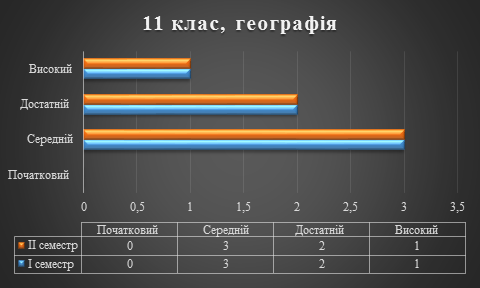 11 клас, географія
Високий
Достатній
Середній
Початковий
0 0,5 1 1,5 2 2,5 3 3,5
Початковий Середній Достатній Високий
II семестр 0 3 2 1
I семестр 0 3 2 1